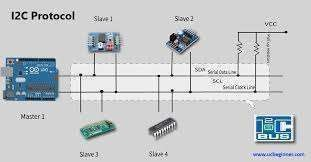 I2C Protocol
Slave 1
Slave 2
VCC
SDA
Serial Data Line
SCL
Serial Clock Line
Master 1
Slave 3
Slave 4
I2C
BUS
www.ucbeginner.com